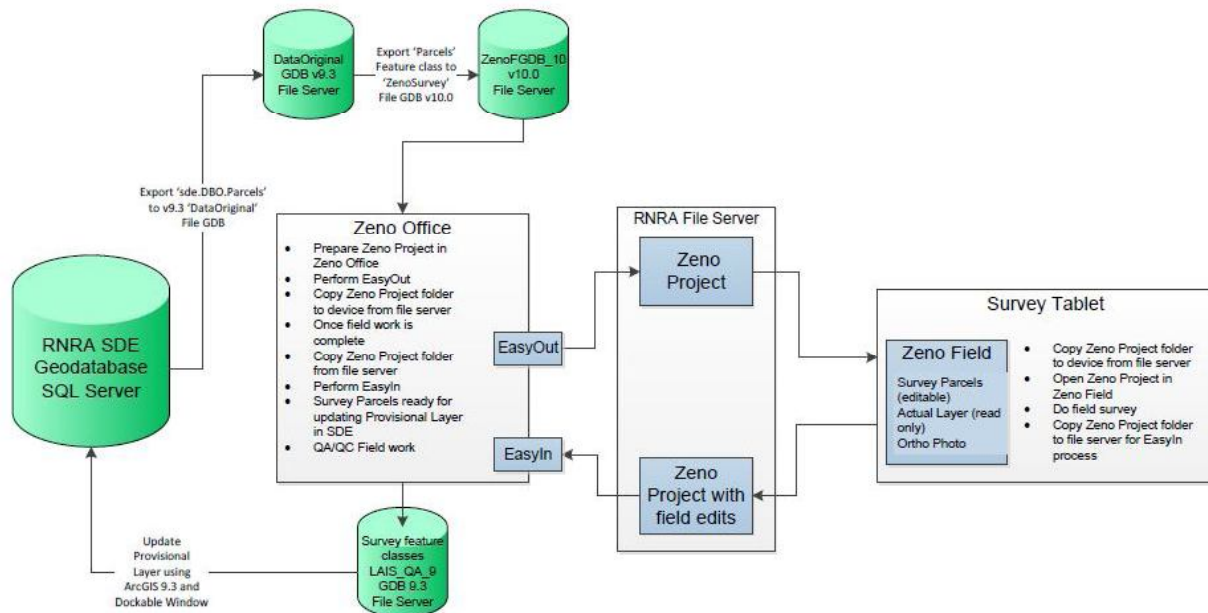 DataOriginal
GDB v9.3
File Server
Export 'Parcels'
Feature class to
'ZenoSurvey'
File GDB v10.0
ZenoFGDB_10
v10.0
File Server
Export 'sde.DBO.Parcels'
to v9.3 'DataOriginal'
File GDB
RNRA SDE
Geodatabase
SQL Server
Zeno Office
• Prepare Zeno Project in
Zeno Office
• Perform EasyOut
• Copy Zeno Project folder
to device from file server
• Once field work is
complete
• Copy Zeno Project folder
from file server
• Perform EasyIn
• Survey Parcels ready for
updating Provisional Layer
in SDE
• QA/QC Field work
EasyOut
EasyIn
RNRA File Server
Zeno
Project
Zeno
Project with
field edits
Survey Tablet
Zeno Field
Survey Parcels
(editable)
Actual Layer (read
only)
Ortho Photo
• Copy Zeno Project folder
to device from file server
• Open Zeno Project in
Zeno Field
• Do field survey
• Copy Zeno Project folder
to file server for EasyIn
process
Survey feature
classes
LAIS_QA_9
GDB 9.3
File Server
Update
Provisional
Layer using
ArcGIS 9.3 and
Dockable Window